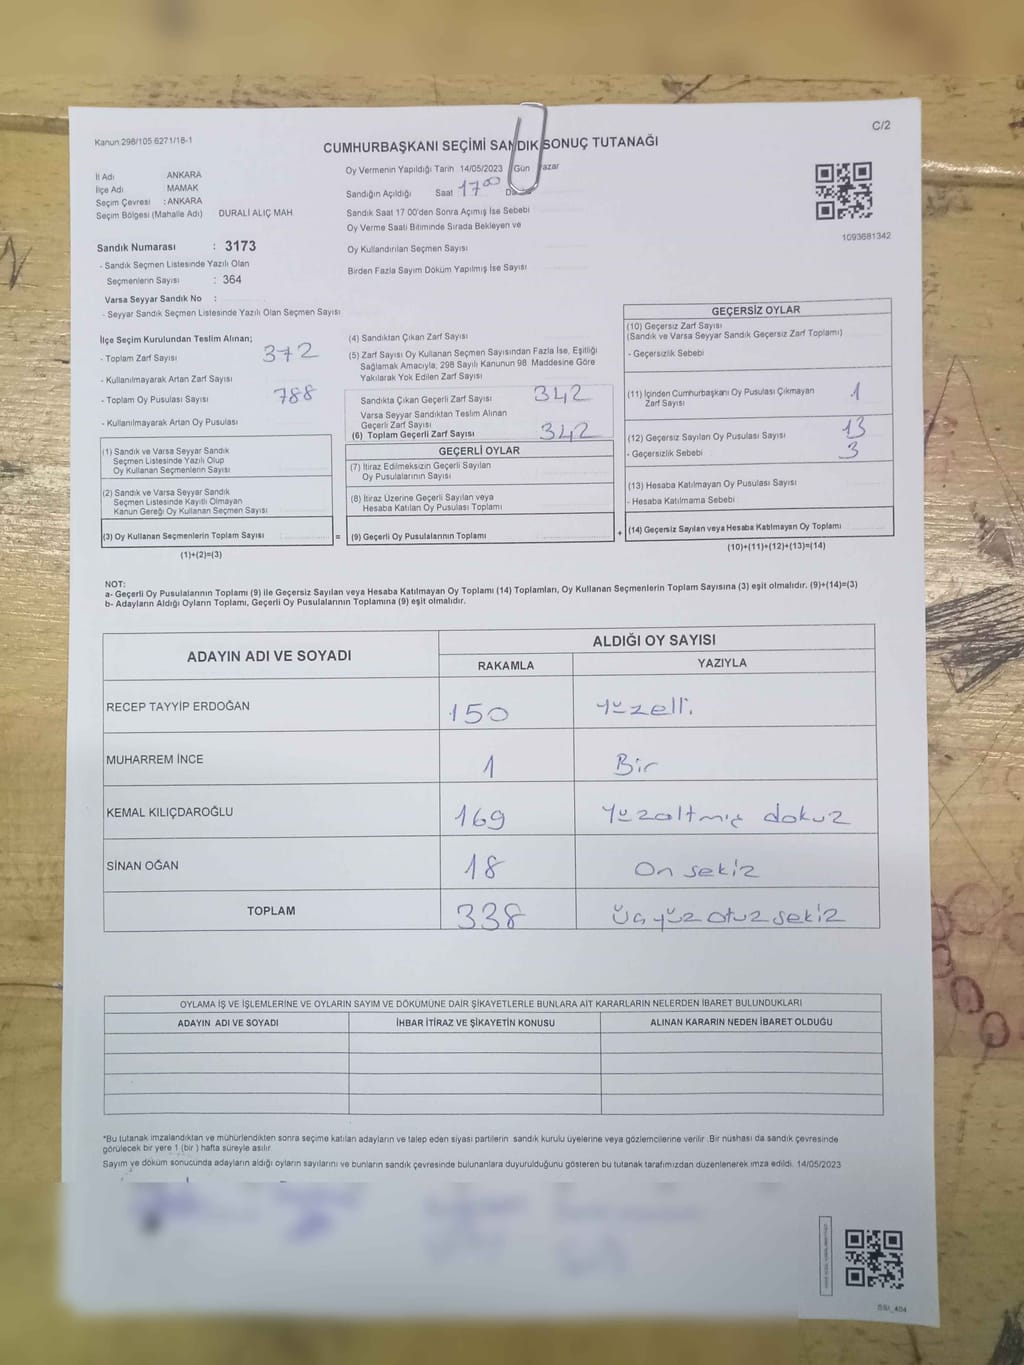 C/2
Kanun:298/105 6271/18-1
CUMHURBAŞKANI SEÇİMİ SANDIK SONUÇ TUTANAĞI
İl Adı ANKARA
İlçe Adı MAMAK
Seçim Çevresi : ANKARA
Seçim Bölgesi (Mahalle Adı) DURALİ ALIÇ MAH
Oy Vermenin Yapıldığı Tarih 14/05/2023 Gün
Sandığın Açıldığı Saat 17 00
Sandık Saat 17 00'den Sonra Açımış İse Sebebi
Oy Verme Saati Bitiminde Sırada Bekleyen ve
Oy Kullandırılan Seçmen Sayısı
Birden Fazla Sayım Döküm Yapılmış İse Sayısı
1093681342
Sandık Numarası : 3173
- Sandık Seçmen Listesinde Yazılı Olan
Seçmenlerin Sayısı : 364
Varsa Seyyar Sandık No :
- Seyyar Sandık Seçmen Listesinde Yazılı Olan Seçmen Sayısı
İlçe Seçim Kurulundan Teslim Alınan;
- Toplam Zarf Sayısı 372
- Kullanılmayarak Artan Zarf Sayısı
- Toplam Oy Pusulası Sayısı 788
- Kullanılmayarak Artan Oy Pusulası
(1) Sandık ve Varsa Seyyar Sandık
Seçmen Listesinde Yazılı Olup
Oy Kullanan Seçmenlerin Sayısı
(2) Sandık ve Varsa Seyyar Sandık
Seçmen Listesinde Kayıtlı Olmayan
Kanun Gereği Oy Kullanan Seçmen Sayısı
(3) Oy Kullanan Seçmenlerin Toplam Sayısı
(1)+(2)=(3)
(4) Sandıktan Çıkan Zarf Sayısı
(5) Zarf Sayısı Oy Kullanan Seçmen Sayısından Fazla İse, Eşitliği
Sağlamak Amacıyla, 298 Sayılı Kanunun 98. Maddesine Göre
Yakılarak Yok Edilen Zarf Sayısı
Sandıkta Çıkan Geçerli Zarf Sayısı 342
Varsa Seyyar Sandıktan Teslim Alınan
Geçerli Zarf Sayısı
(6) Toplam Geçerli Zarf Sayısı 342
GEÇERLİ OYLAR
(7) İtiraz Edilmeksizin Geçerli Sayılan
Oy Pusulalarının Sayısı
(8) İtiraz Üzerine Geçerli Sayılan veya
Hesaba Katılan Oy Pusulası Toplamı
= (9) Geçerli Oy Pusulalarının Toplamı
GEÇERSİZ OYLAR
(10) Geçersiz Zarf Sayısı
(Sandık ve Varsa Seyyar Sandık Geçersiz Zarf Toplamı)
- Geçersizlik Sebebi
(11) İçinden Cumhurbaşkanı Oy Pusulası Çıkmayan
Zarf Sayısı 1
(12) Geçersiz Sayılan Oy Pusulası Sayısı 13
- Geçersizlik Sebebi 3
(13) Hesaba Katılmayan Oy Pusulası Sayısı
- Hesaba Katılmama Sebebi
+ (14) Geçersiz Sayılan veya Hesaba Katılmayan Oy Toplamı
(10)+(11)+(12)+(13)=(14)
NOT:
a- Geçerli Oy Pusulalarının Toplamı (9) ile Geçersiz Sayılan veya Hesaba Katılmayan Oy Toplamı (14) Toplamları, Oy Kullanan Seçmenlerin Toplam Sayısına (3) eşit olmalıdır. (9)+(14)=(3)
b- Adayların Aldığı Oyların Toplamı, Geçerli Oy Pusulalarının Toplamına (9) eşit olmalıdır.
ADAYIN ADI VE SOYADI
ALDIĞI OY SAYISI
RAKAMLA YAZIYLA
RECEP TAYYİP ERDOĞAN 150 Yüzelli
MUHARREM İNCE 1 Bir
KEMAL KILIÇDAROĞLU 169 Yüzaltmış dokuz
SİNAN OĞAN 18 On sekiz
TOPLAM 338 Üçyüz otuz sekiz
OYLAMA İŞ VE İŞLEMLERİNE VE OYLARIN SAYIM VE DÖKÜMÜNE DAİR ŞİKAYETLERLE BUNLARA AİT KARARLARIN NELERDEN İBARET BULUNDUKLARI
ADAYIN ADI VE SOYADI İHBAR İTİRAZ VE ŞİKAYETİN KONUSU ALINAN KARARIN NEDEN İBARET OLDUĞU
*Bu tutanak imzalandıktan ve mühürlendikten sonra seçime katılan adayların ve talep eden siyasi partilerin sandık kurulu üyelerine veya gözlemcilerine verilir. Bir nüshası da sandık çevresinde
görülecek bir yere 1 (bir ) hafta süreyle asılır.
Sayım ve döküm sonucunda adayların aldığı oyların sayılarını ve bunların sandık çevresinde bulunanlara duyurulduğunu gösteren bu tutanak tarafımızdan düzenlenerek imza edildi. 14/05/2023